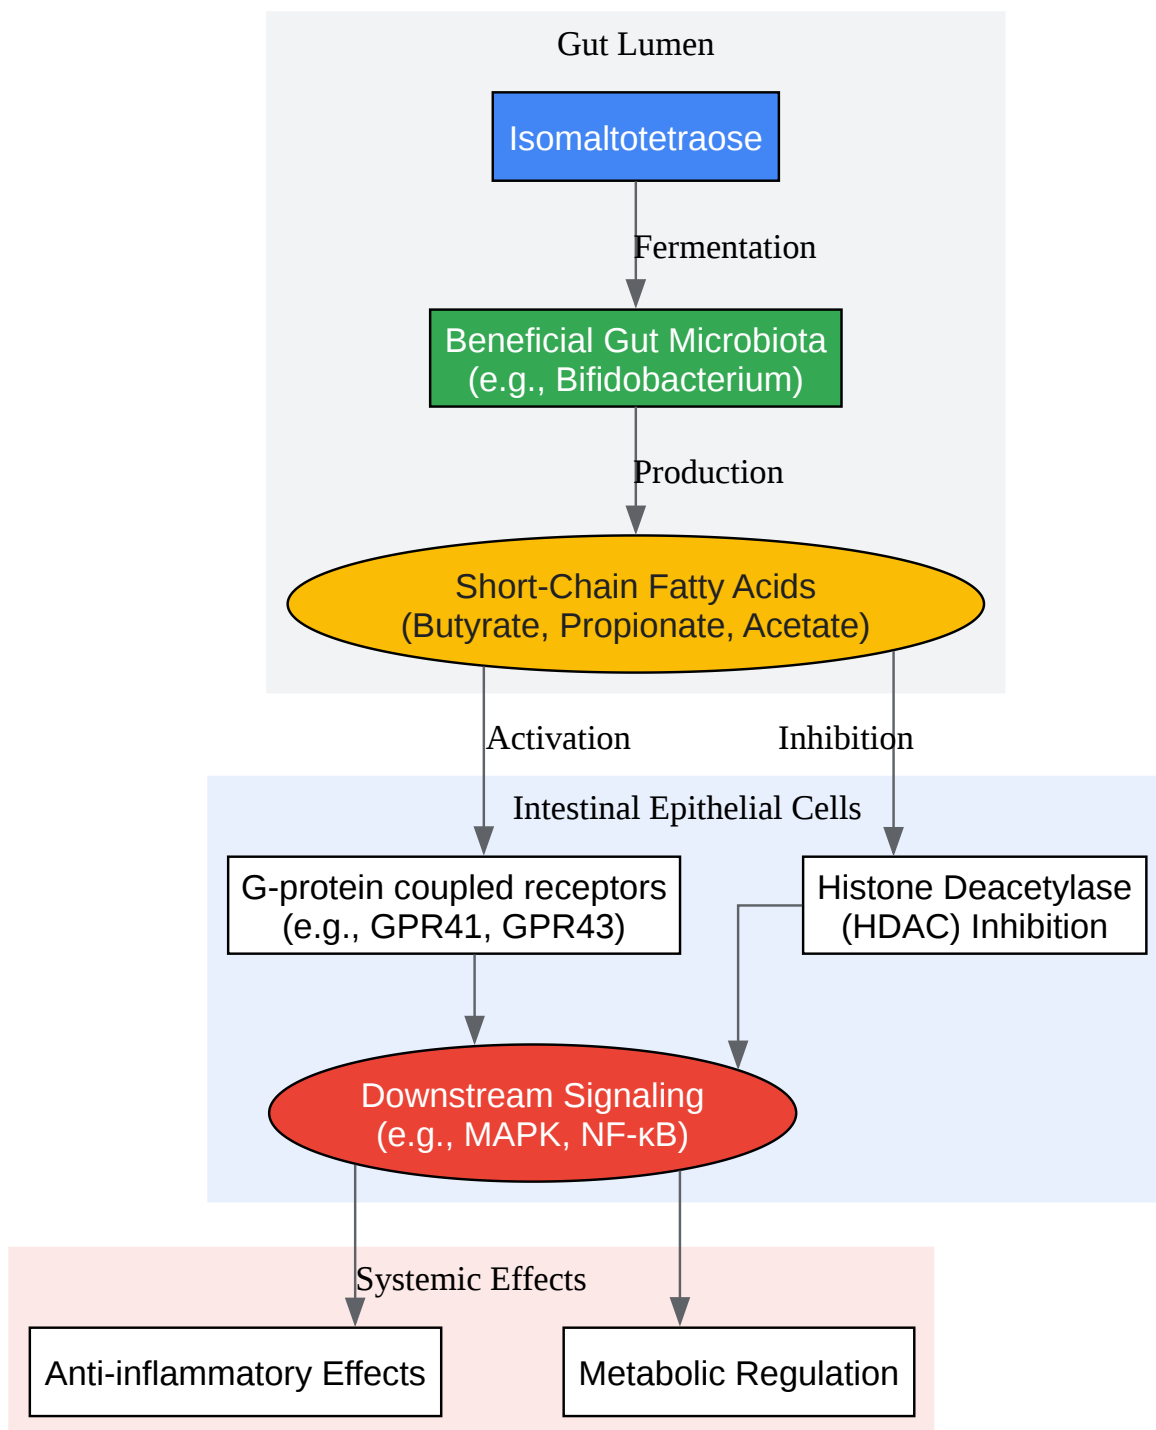 Gut Lumen
Isomaltotetraose
Fermentation
Beneficial Gut Microbiota
(e.g., Bifidobacterium)
Production
Short-Chain Fatty Acids
(Butyrate, Propionate, Acetate)
Activation
Inhibition
Intestinal Epithelial Cells
G-protein coupled receptors
(e.g., GPR41, GPR43)
Histone Deacetylase
(HDAC) Inhibition
Downstream Signaling
(e.g., MAPK, NF-κB)
Systemic Effects
Anti-inflammatory Effects
Metabolic Regulation